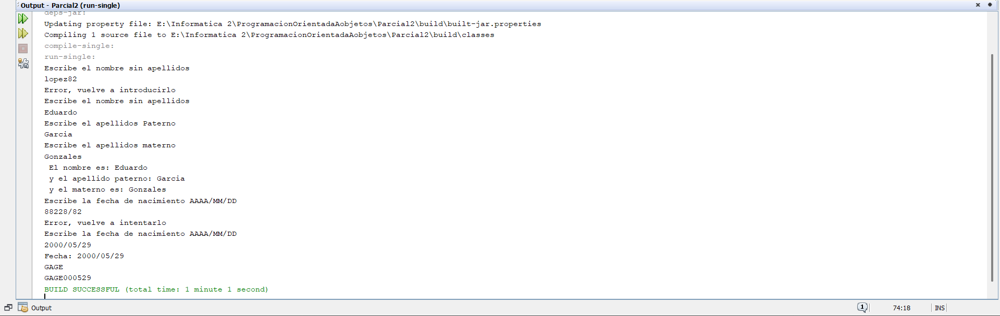 Output - Parcial2 (run-single)
deps-jar:
Updating property file: E:\Informatica 2\ProgramacionOrientadaAobjetos\Parcial2\build\built-jar.properties
Compiling 1 source file to E:\Informatica 2\ProgramacionOrientadaAobjetos\Parcial2\build\classes
compile-single:
run-single:
Escribe el nombre sin apellidos
lopez82
Error, vuelve a introducirlo
Escribe el nombre sin apellidos
Eduardo
Escribe el apellidos Paterno
Garcia
Escribe el apellidos materno
Gonzales
El nombre es: Eduardo
y el apellido paterno: Garcia
y el materno es: Gonzales
Escribe la fecha de nacimiento AAAA/MM/DD
88228/82
Error, vuelve a intentarlo
Escribe la fecha de nacimiento AAAA/MM/DD
2000/05/29
Fecha: 2000/05/29
GAGE
GAGE000529
BUILD SUCCESSFUL (total time: 1 minute 1 second)
Output
1
74:18
INS